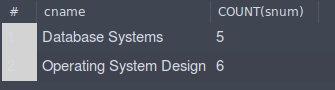 # cname COUNT(snum)
Database Systems 5
Operating System Design 6